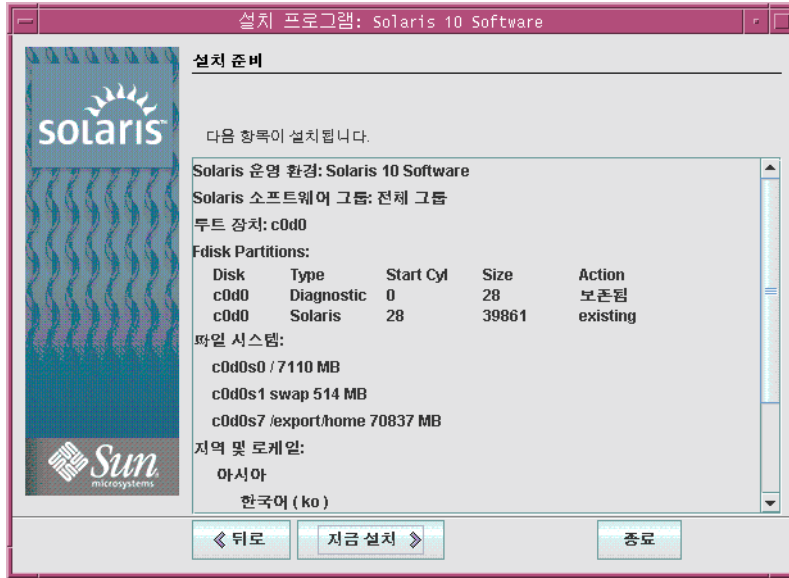 설치 프로그램: Solaris 10 Software
solaris
설치 준비
다음 항목이 설치됩니다.
Solaris 운영 환경: Solaris 10 Software
Solaris 소프트웨어 그룹: 전체 그룹
루트 장치: c0d0
Fdisk Partitions:
Disk Type Start Cyl Size Action
c0d0 Diagnostic 0 28 보존됨
c0d0 Solaris 28 39861 existing
파일 시스템:
c0d0s0 / 7110 MB
c0d0s1 swap 514 MB
c0d0s7 /export/home 70837 MB
지역 및 로케일:
아시아
한국어 ( ko )
Sun
microsystems
뒤로 지금 설치 종료